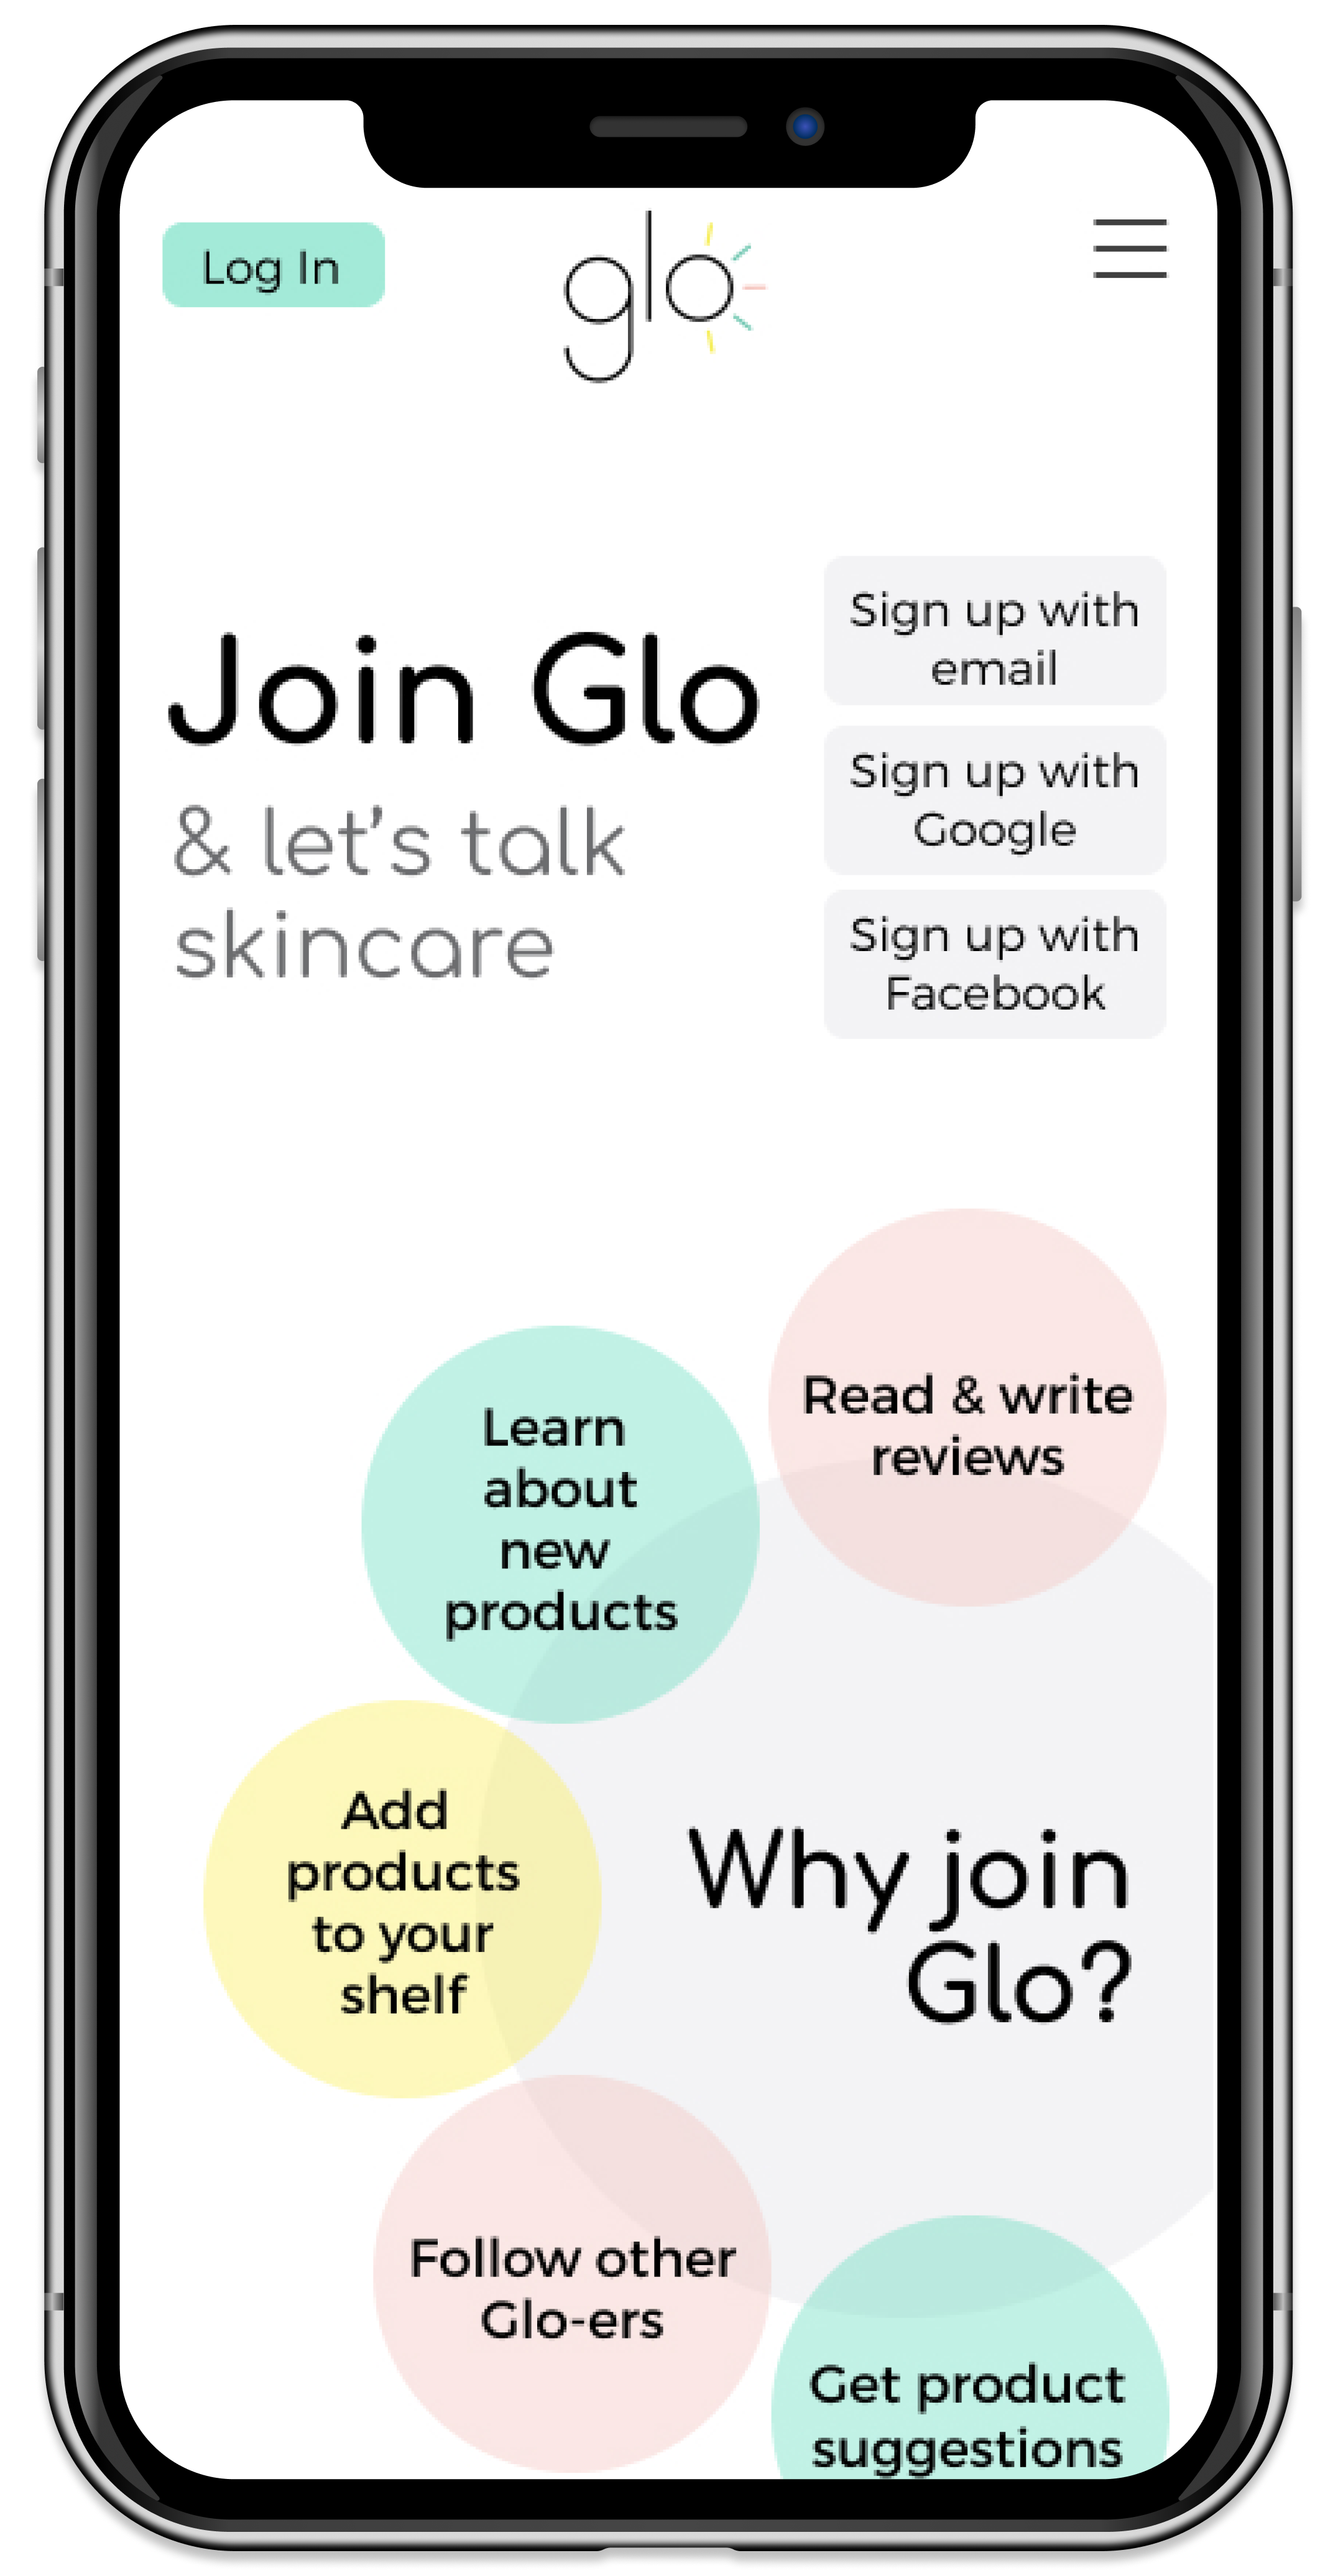 Log In
glo
Join Glo
& let's talk
skincare
Sign up with
email
Sign up with
Google
Sign up with
Facebook
Read & write
reviews
Learn
about
new
products
Add
products
to your
shelf
Why join
Glo?
Follow other
Glo-ers
Get product
suggestions